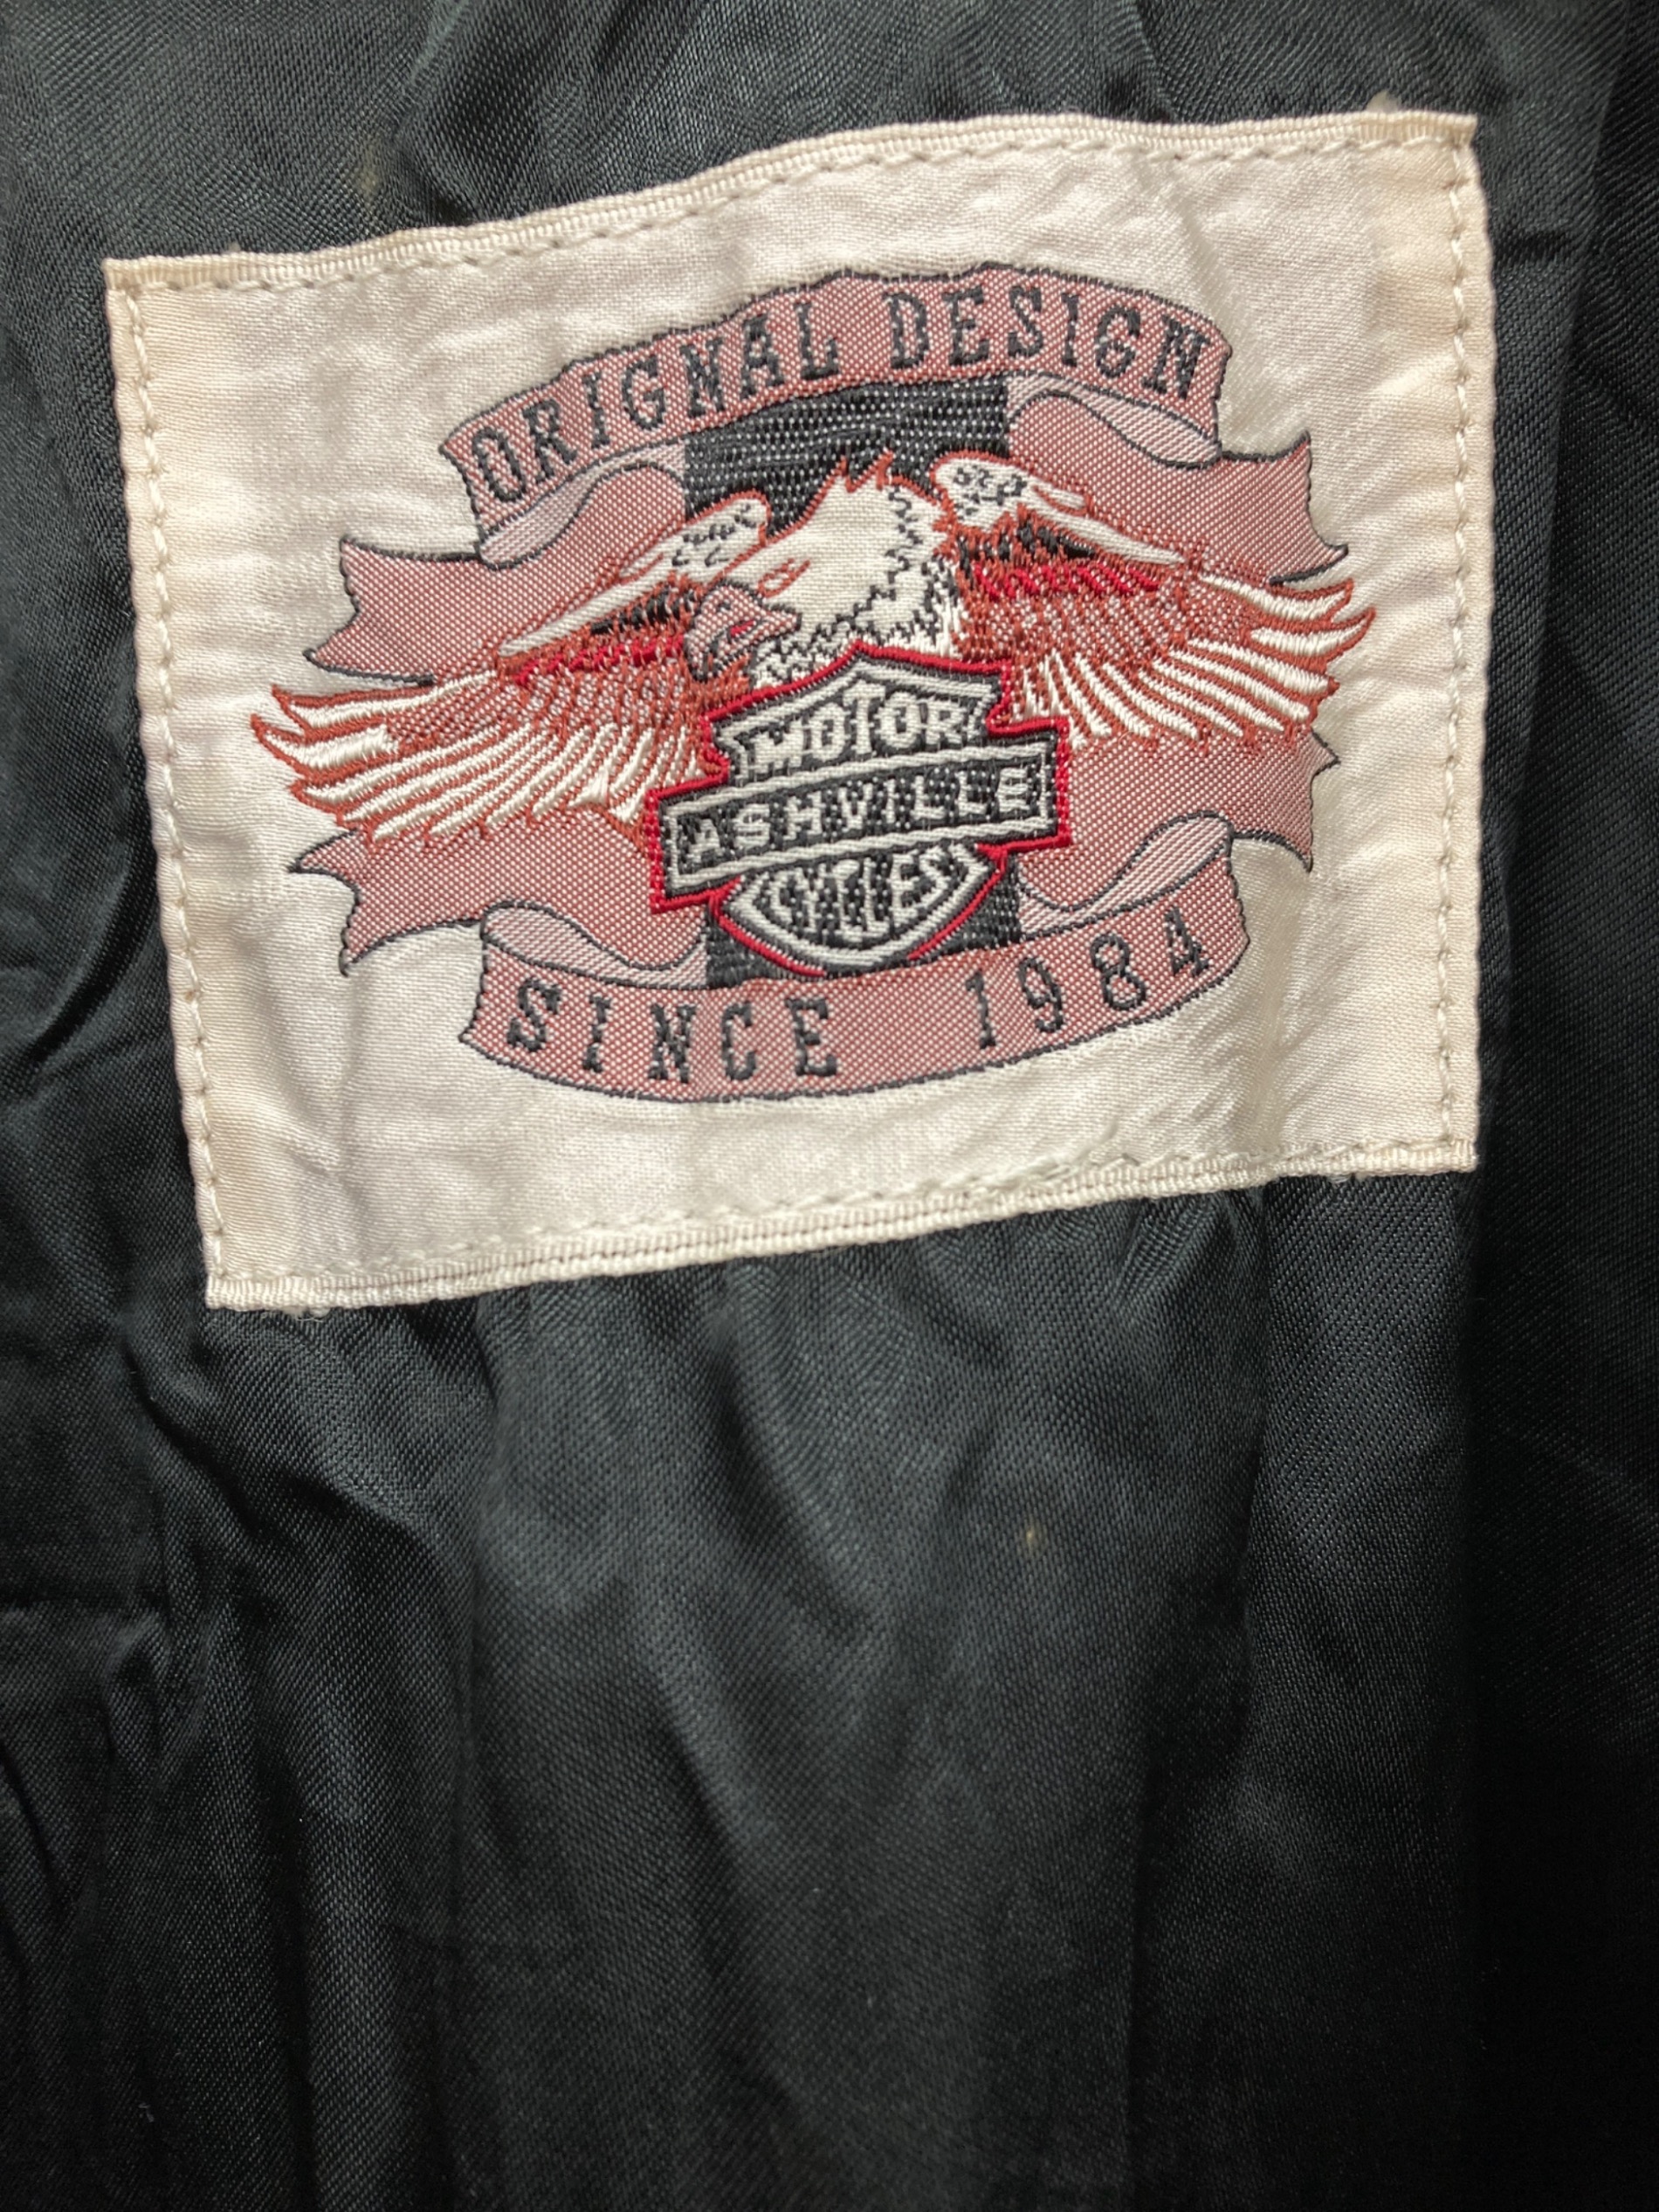 ORIGNAL DESIGN
MOTOR
ASHVILLE
CYCLES
SINCE 1984